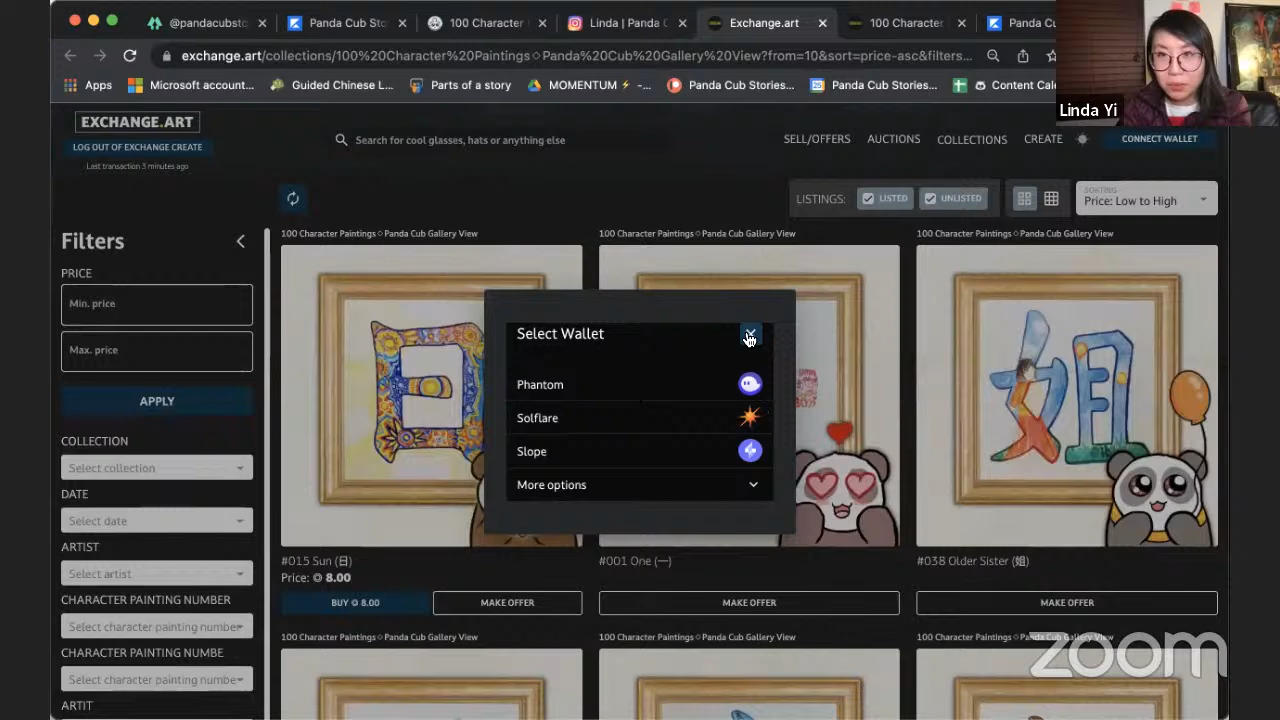 @pandacubsto
Panda Cub Sto
100 Character
Linda | Panda C
Exchange.art
100 Character
Panda Cu
exchange.art/collections/100%20Character%20Paintings◇Panda%20Cub%20Gallery%20View?from=10&sort=price-asc&filters...
Apps
Microsoft account...
Guided Chinese L...
Parts of a story
MOMENTUM ⚡ -...
Panda Cub Stories...
Panda Cub Stories...
Content Cale
Linda Yi
EXCHANGE.ART
LOG OUT OF EXCHANGE CREATE
Last transaction 3 minutes ago
Search for cool glasses, hats or anything else
SELL/OFFERS
AUCTIONS
COLLECTIONS
CREATE
CONNECT WALLET
LISTINGS:
LISTED
UNLISTED
SORTING
Price: Low to High
Filters
PRICE
Min. price
Max. price
APPLY
COLLECTION
Select collection
DATE
Select date
ARTIST
Select artist
CHARACTER PAINTING NUMBER
Select character painting number
CHARACTER PAINTING NUMBE
Select character painting numbe
ARTIT
100 Character Paintings◇Panda Cub Gallery View
100 Character Paintings◇Panda Cub Gallery View
100 Character Paintings◇Panda Cub Gallery View
日
姐
Select Wallet
Phantom
Solflare
Slope
More options
#015 Sun (日)
Price: ◎ 8.00
BUY ◎ 8.00
MAKE OFFER
#001 One (一)
MAKE OFFER
#038 Older Sister (姐)
MAKE OFFER
100 Character Paintings◇Panda Cub Gallery View
100 Character Paintings◇Panda Cub Gallery View
100 Character Paintings◇Panda Cub Gallery View
zoom